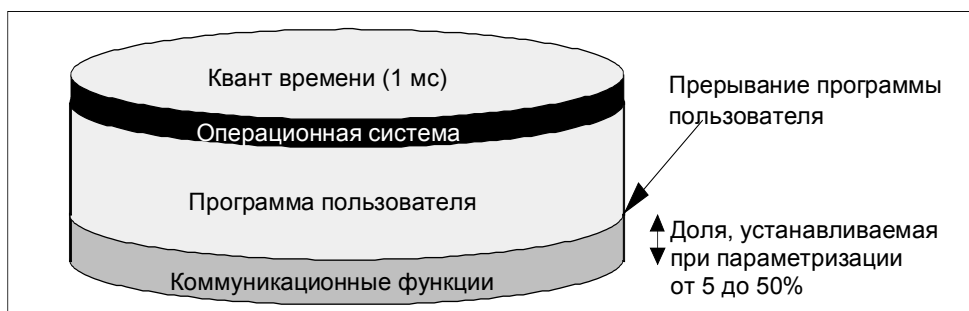 Квант времени (1 мс)
Операционная система
Программа пользователя
Коммуникационные функции
Прерывание программы
пользователя
Доля, устанавливаемая
при параметризации
от 5 до 50%